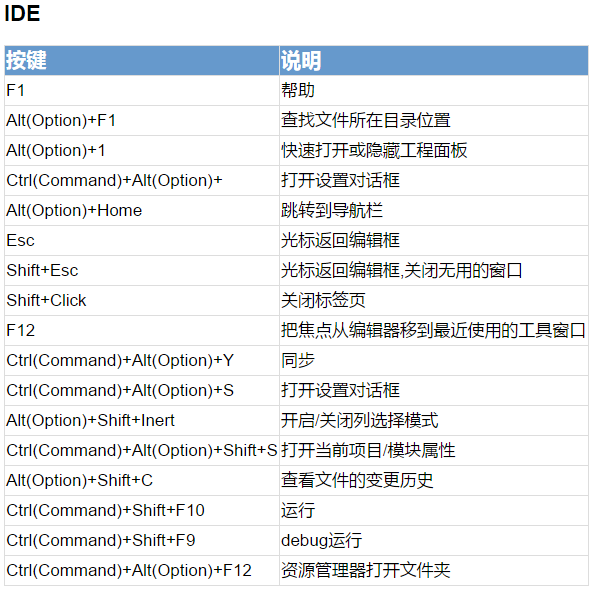 IDE
按键 说明
F1 帮助
Alt(Option)+F1 查找文件所在目录位置
Alt(Option)+1 快速打开或隐藏工程面板
Ctrl(Command)+Alt(Option)+ 打开设置对话框
Alt(Option)+Home 跳转到导航栏
Esc 光标返回编辑框
Shift+Esc 光标返回编辑框,关闭无用的窗口
Shift+Click 关闭标签页
F12 把焦点从编辑器移到最近使用的工具窗口
Ctrl(Command)+Alt(Option)+Y 同步
Ctrl(Command)+Alt(Option)+S 打开设置对话框
Alt(Option)+Shift+Inert 开启/关闭列选择模式
Ctrl(Command)+Alt(Option)+Shift+S 打开当前项目/模块属性
Alt(Option)+Shift+C 查看文件的变更历史
Ctrl(Command)+Shift+F10 运行
Ctrl(Command)+Shift+F9 debug运行
Ctrl(Command)+Alt(Option)+F12 资源管理器打开文件夹